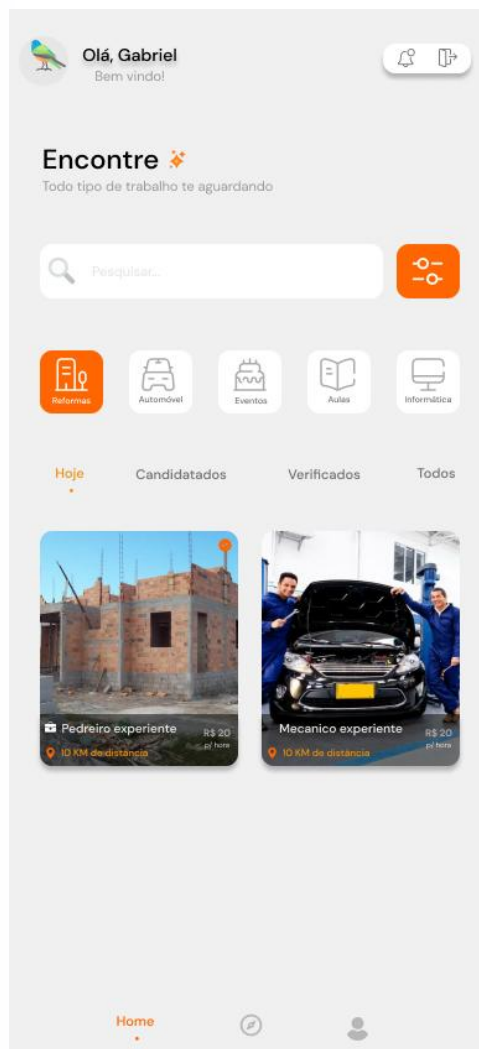 Olá, Gabriel
Bem vindo!
Encontre
Todo tipo de trabalho te aguardando
Pesquisar...
Reformas
Automóvel
Eventos
Aulas
Informática
Hoje
Candidatados
Verificados
Todos
Pedreiro experiente
R$ 20
p/ hora
10 KM de distância
Mecanico experiente
R$ 20
p/ hora
10 KM de distância
Home